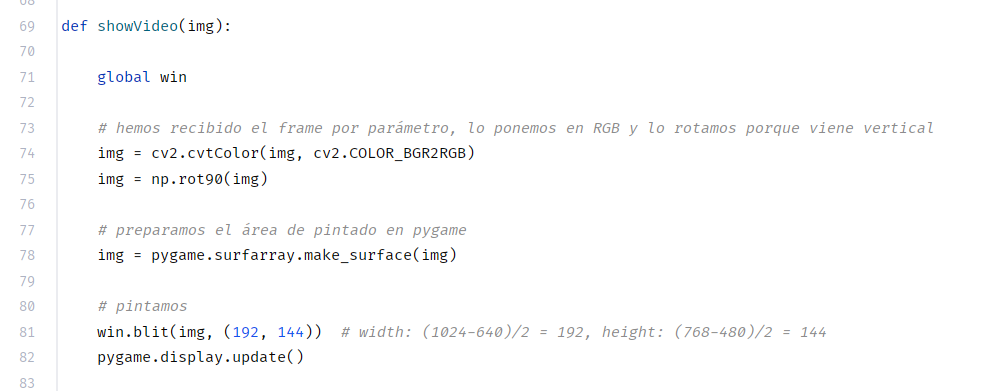 68
69 def showVideo(img):
70
71     global win
72
73     # hemos recibido el frame por parámetro, lo ponemos en RGB y lo rotamos porque viene vertical
74     img = cv2.cvtColor(img, cv2.COLOR_BGR2RGB)
75     img = np.rot90(img)
76
77     # preparamos el área de pintado en pygame
78     img = pygame.surfarray.make_surface(img)
79
80     # pintamos
81     win.blit(img, (192, 144))  # width: (1024-640)/2 = 192, height: (768-480)/2 = 144
82     pygame.display.update()
83